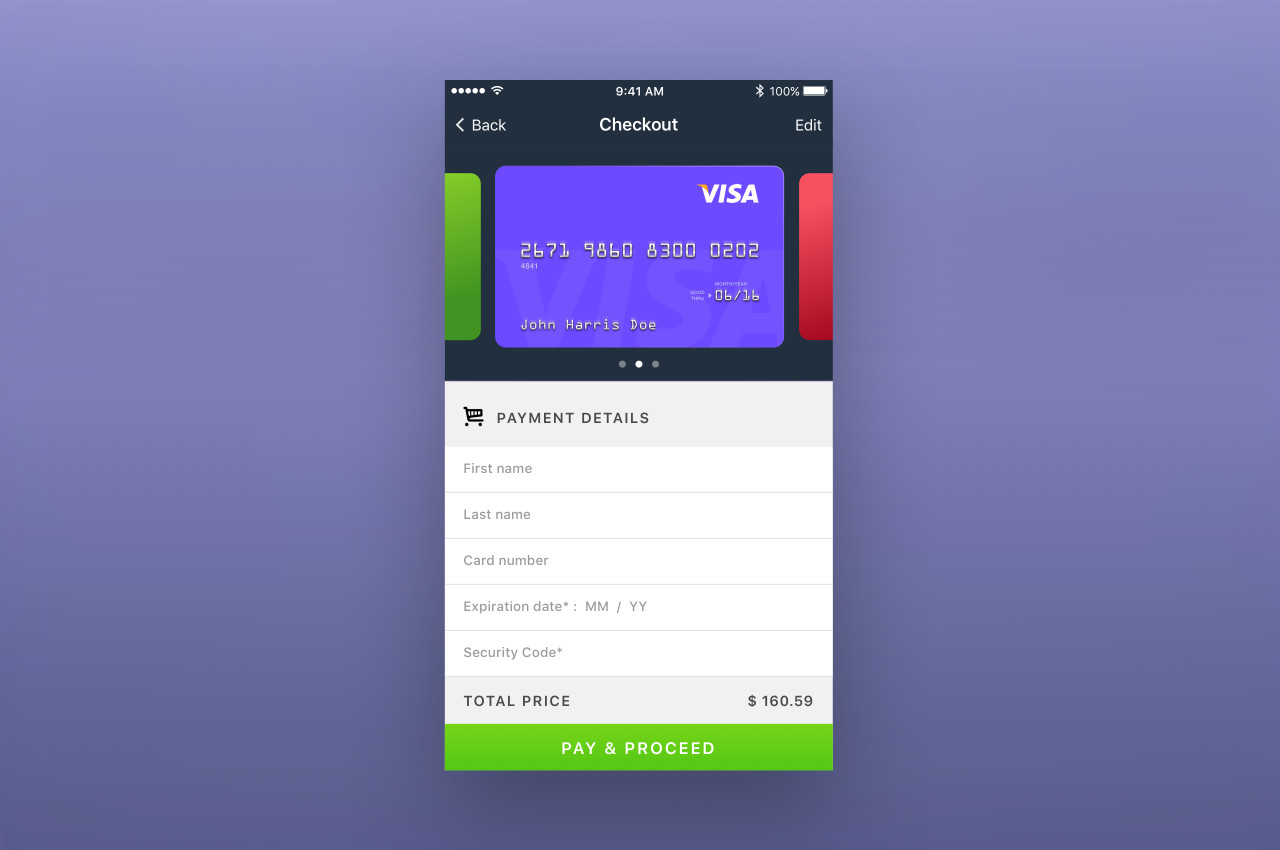 9:41 AM 100%
Back Checkout Edit
VISA
2671 9860 8300 0202
4841
MONTH/YEAR
GOOD THRU 06/16
John Harris Doe
VISA
PAYMENT DETAILS
First name
Last name
Card number
Expiration date* : MM / YY
Security Code*
TOTAL PRICE $ 160.59
PAY & PROCEED